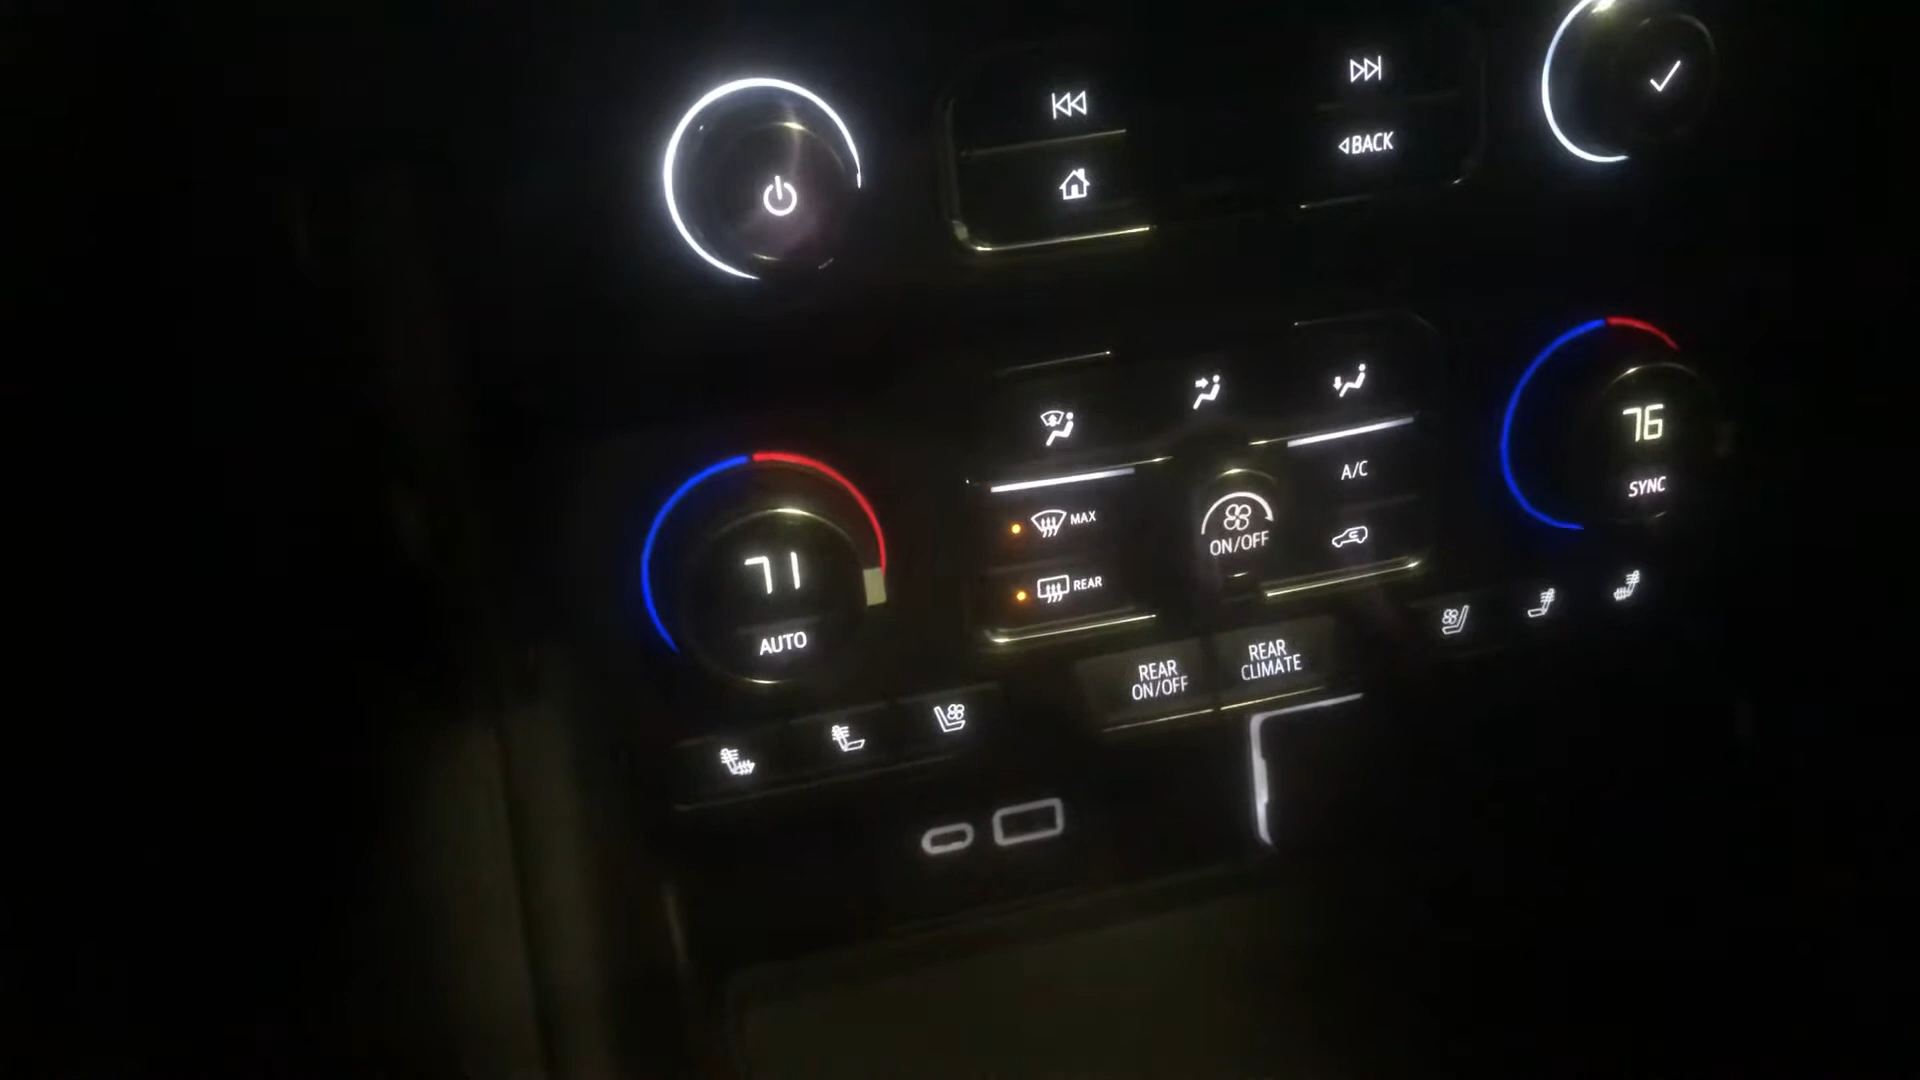 BACK
76
SYNC
A/C
MAX
ON/OFF
71
REAR
AUTO
REAR
ON/OFF
REAR
CLIMATE